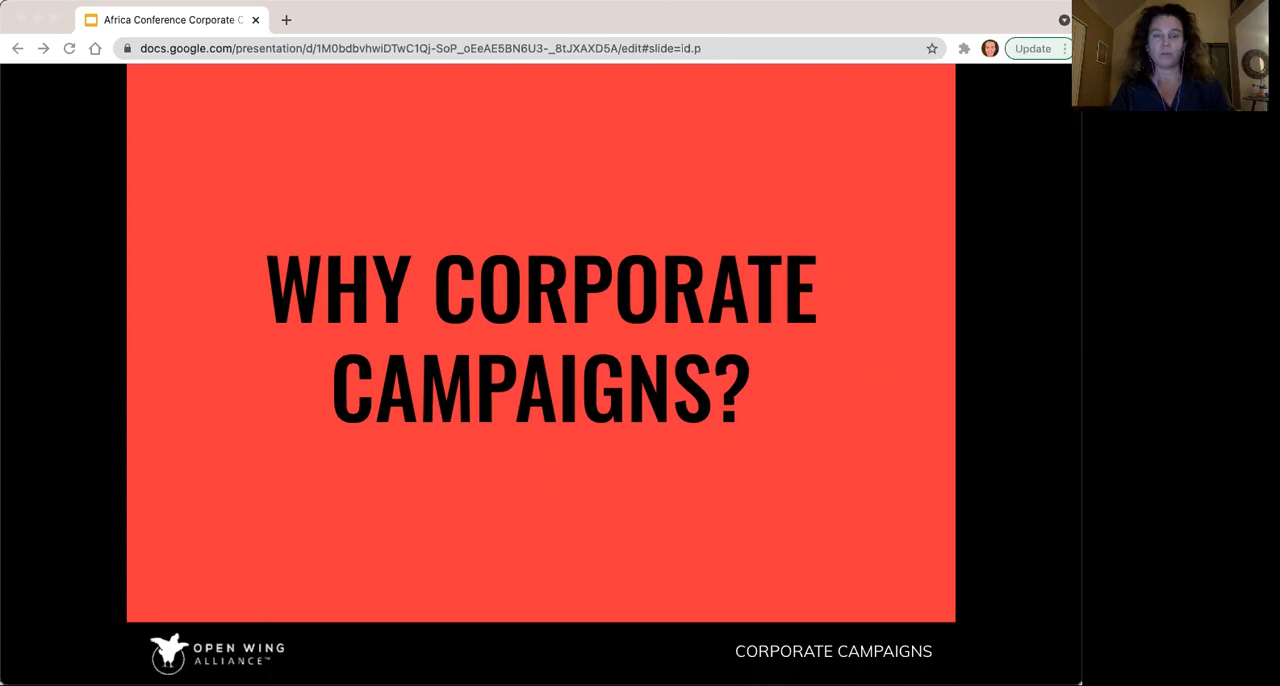 Africa Conference Corporate C
docs.google.com/presentation/d/1M0bdbvhwiDTwC1Qj-SoP_oEeAE5BN6U3-_8tJXAXD5A/edit#slide=id.p
Update
WHY CORPORATE
CAMPAIGNS?
OPEN WING
ALLIANCE™
CORPORATE CAMPAIGNS